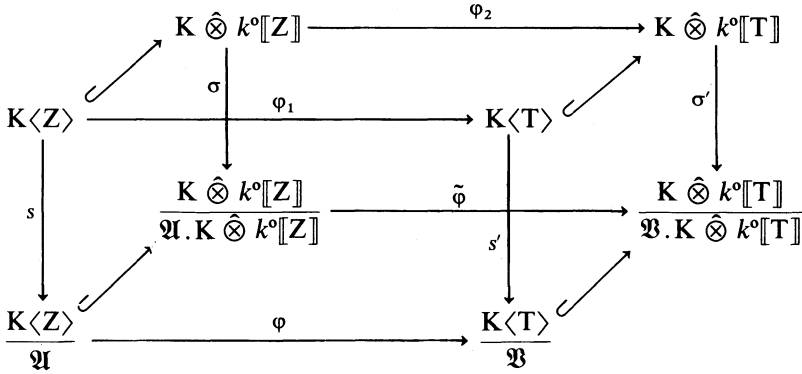 K ⊗̂ k°⟦Z⟧ φ₂ K ⊗̂ k°⟦T⟧
σ σ′
K⟨Z⟩ φ₁ K⟨T⟩
K ⊗̂ k°⟦Z⟧ φ̃ K ⊗̂ k°⟦T⟧
𝔄.K ⊗̂ k°⟦Z⟧ 𝔙.K ⊗̂ k°⟦T⟧
s s′
K⟨Z⟩ φ K⟨T⟩
𝔄 𝔙